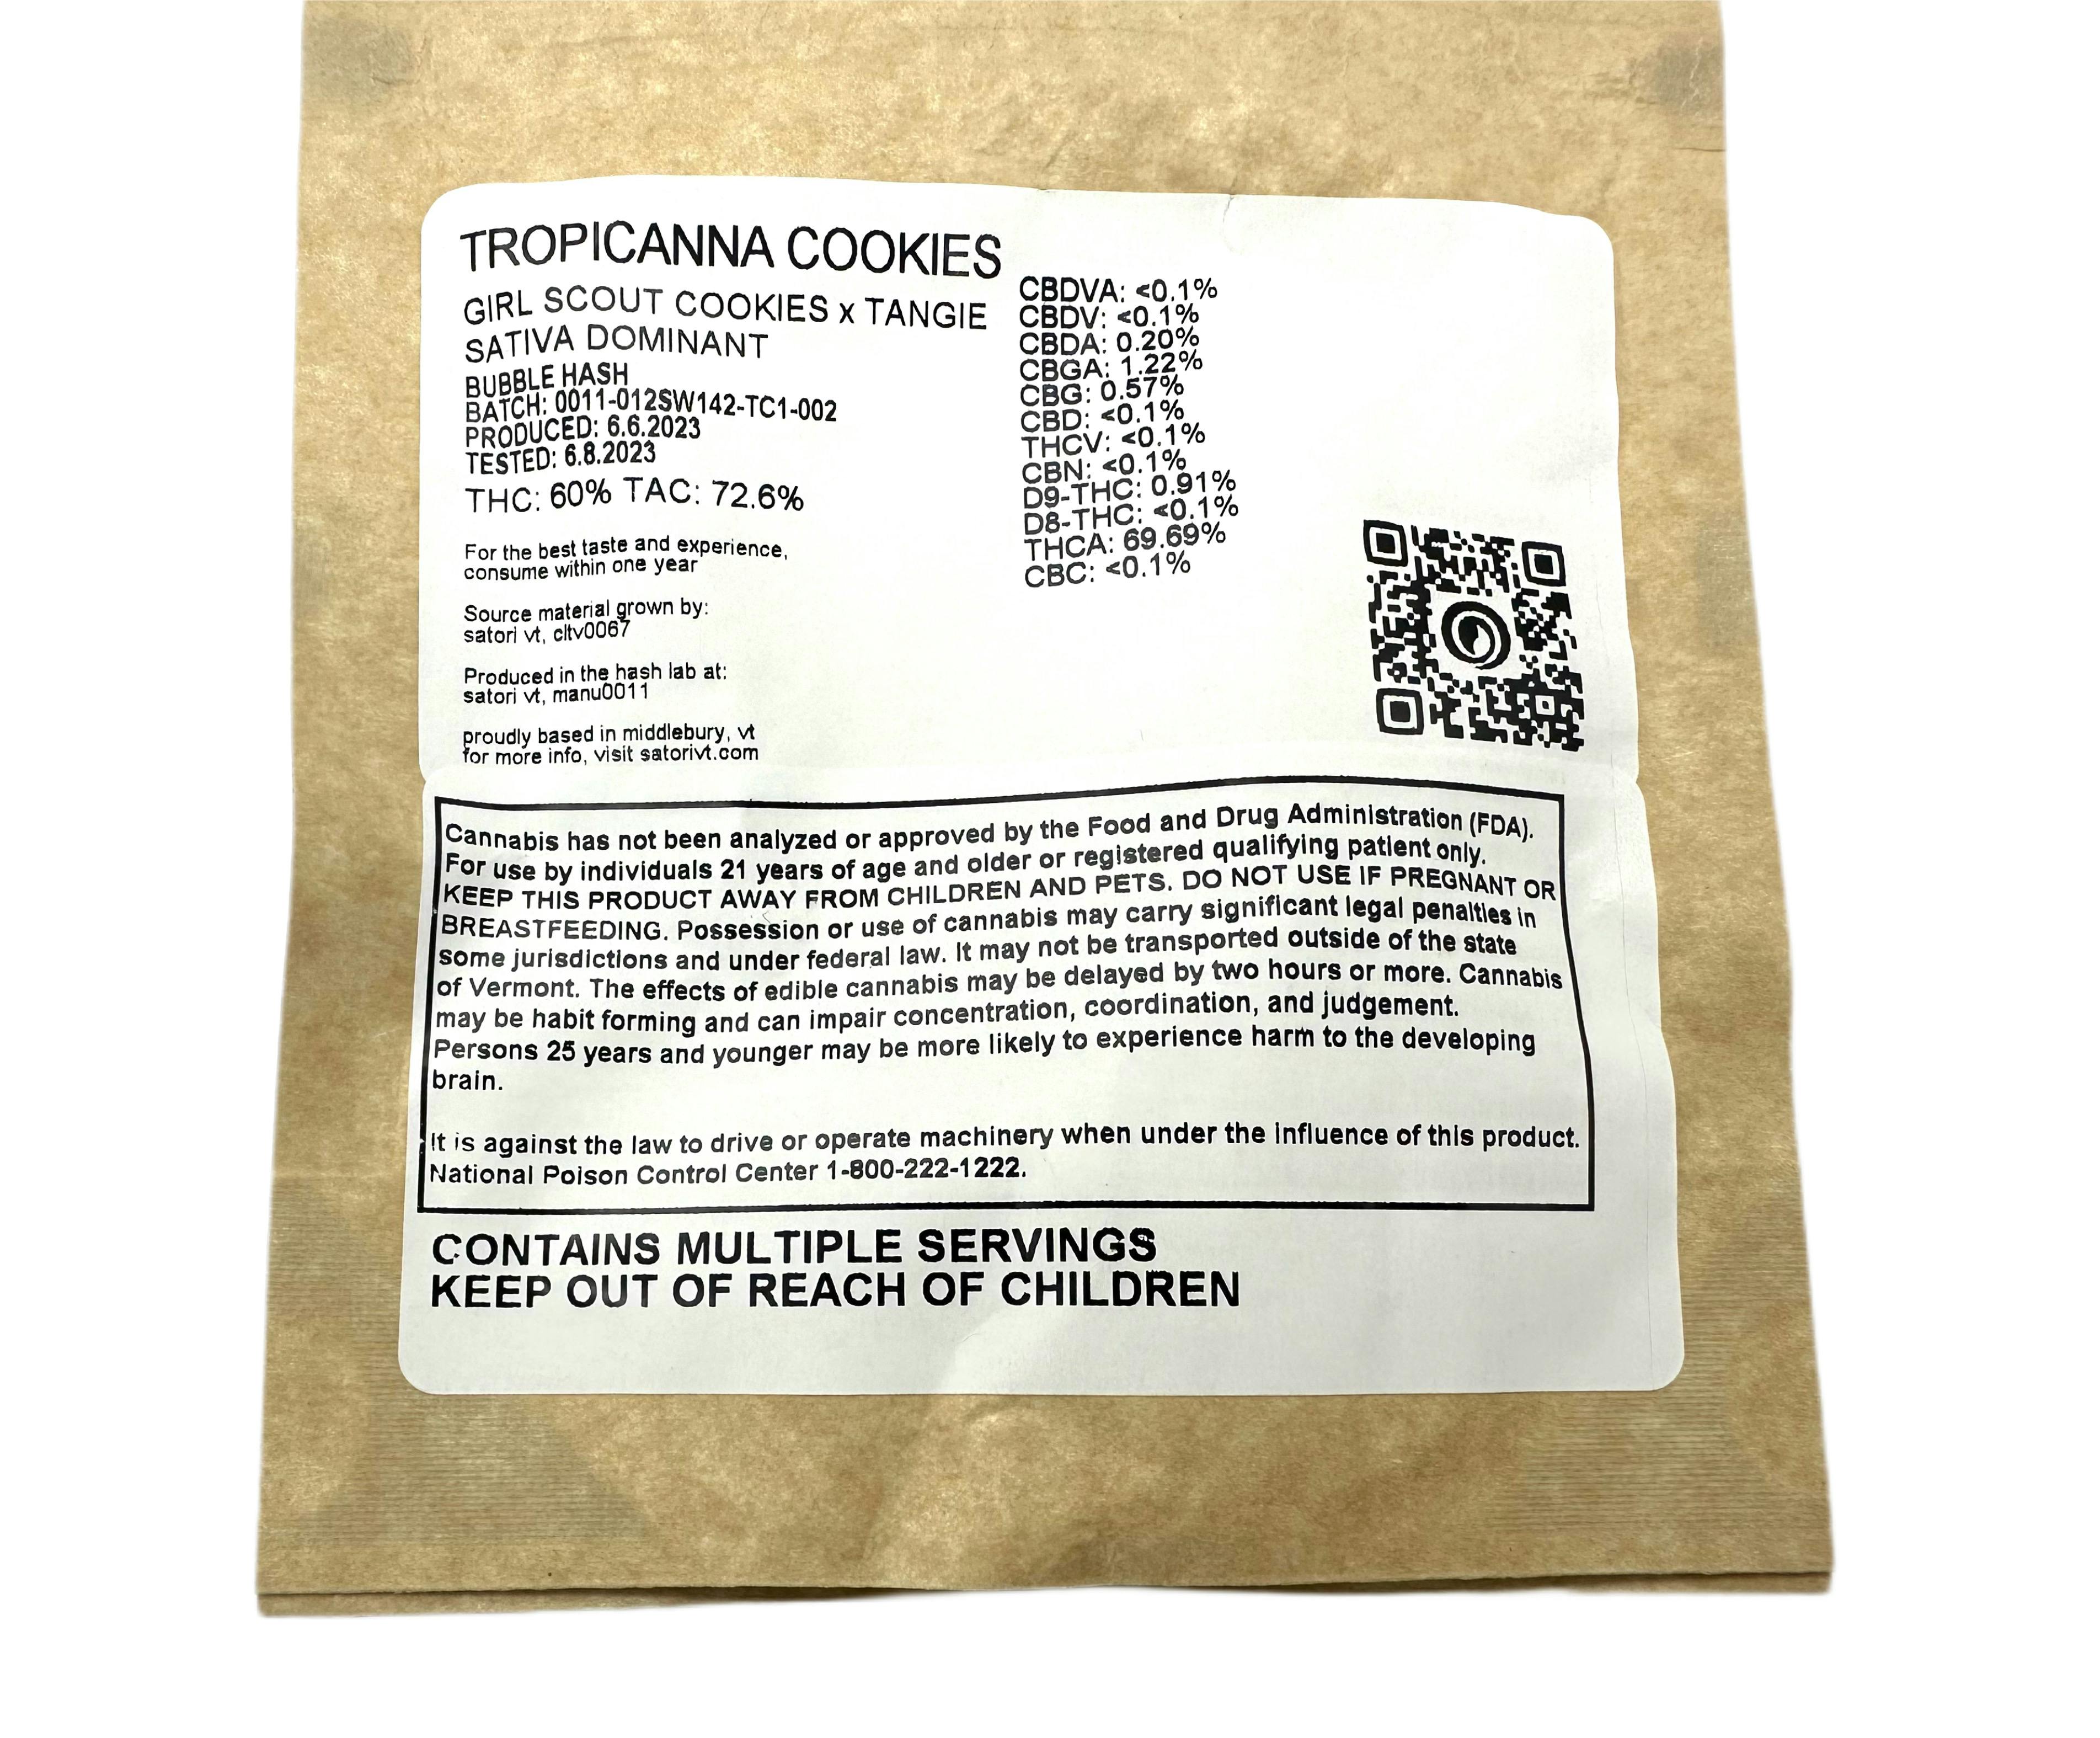 TROPICANNA COOKIES
GIRL SCOUT COOKIES x TANGIE
SATIVA DOMINANT
BUBBLE HASH
BATCH: 0011-012SW142-TC1-002
PRODUCED: 6.6.2023
TESTED: 6.8.2023
THC: 60% TAC: 72.6%
For the best taste and experience,
consume within one year
Source material grown by:
satori vt, cltv0067
Produced in the hash lab at:
satori vt, manu0011
proudly based in middlebury, vt
for more info, visit satorivt.com
CBDVA: <0.1%
CBDV: <0.1%
CBDA: 0.20%
CBGA: 1.22%
CBG: 0.57%
CBD: <0.1%
THCV: <0.1%
CBN: <0.1%
D9-THC: 0.91%
D8-THC: <0.1%
THCA: 69.69%
CBC: <0.1%
Cannabis has not been analyzed or approved by the Food and Drug Administration (FDA).
For use by individuals 21 years of age and older or registered qualifying patient only.
KEEP THIS PRODUCT AWAY FROM CHILDREN AND PETS. DO NOT USE IF PREGNANT OR
BREASTFEEDING. Possession or use of cannabis may carry significant legal penalties in
some jurisdictions and under federal law. It may not be transported outside of the state
of Vermont. The effects of edible cannabis may be delayed by two hours or more. Cannabis
may be habit forming and can impair concentration, coordination, and judgement.
Persons 25 years and younger may be more likely to experience harm to the developing
brain.
It is against the law to drive or operate machinery when under the influence of this product.
National Poison Control Center 1-800-222-1222.
CONTAINS MULTIPLE SERVINGS
KEEP OUT OF REACH OF CHILDREN